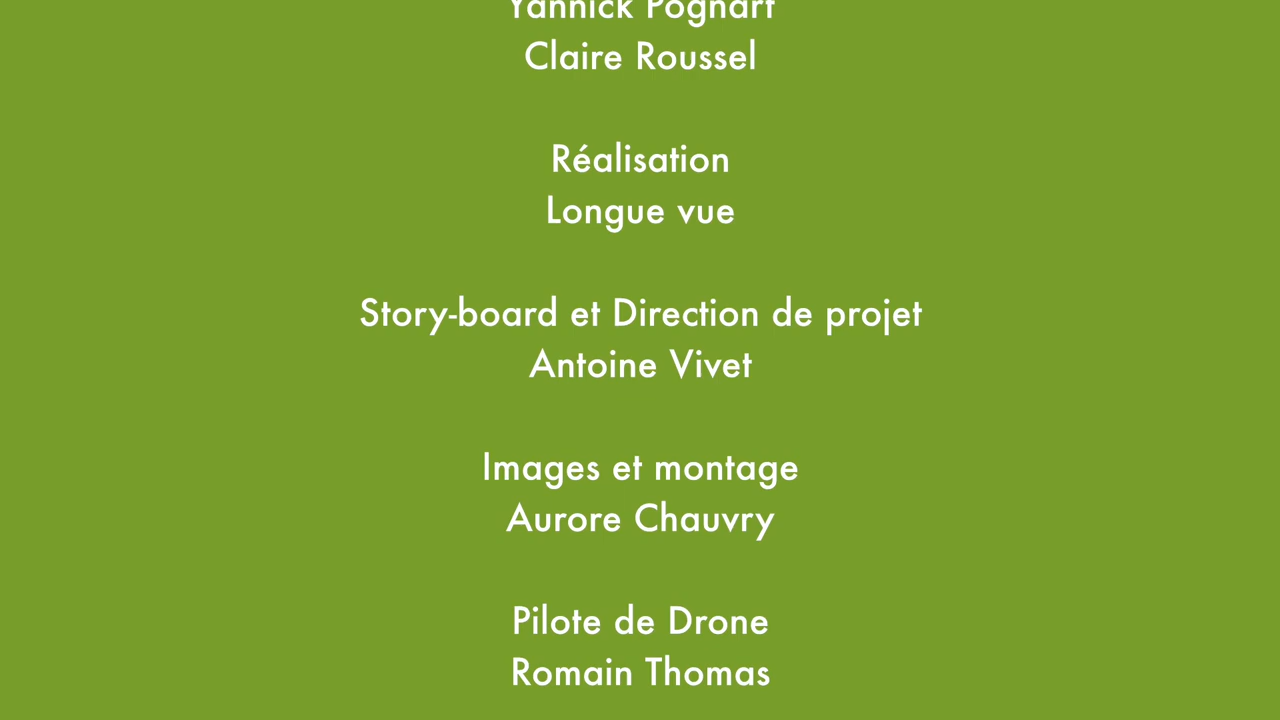 Yannick Pognart
Claire Roussel
Réalisation
Longue vue
Story-board et Direction de projet
Antoine Vivet
Images et montage
Aurore Chauvry
Pilote de Drone
Romain Thomas